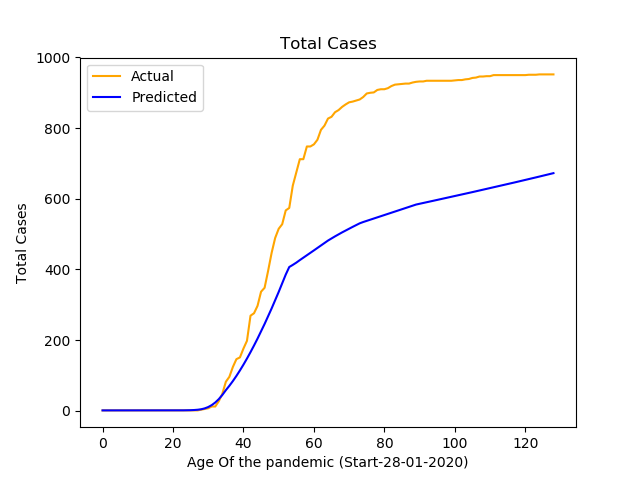 Total Cases
Actual
Predicted
1000
800
600
400
200
0
Total Cases
0 20 40 60 80 100 120
Age Of the pandemic (Start-28-01-2020)